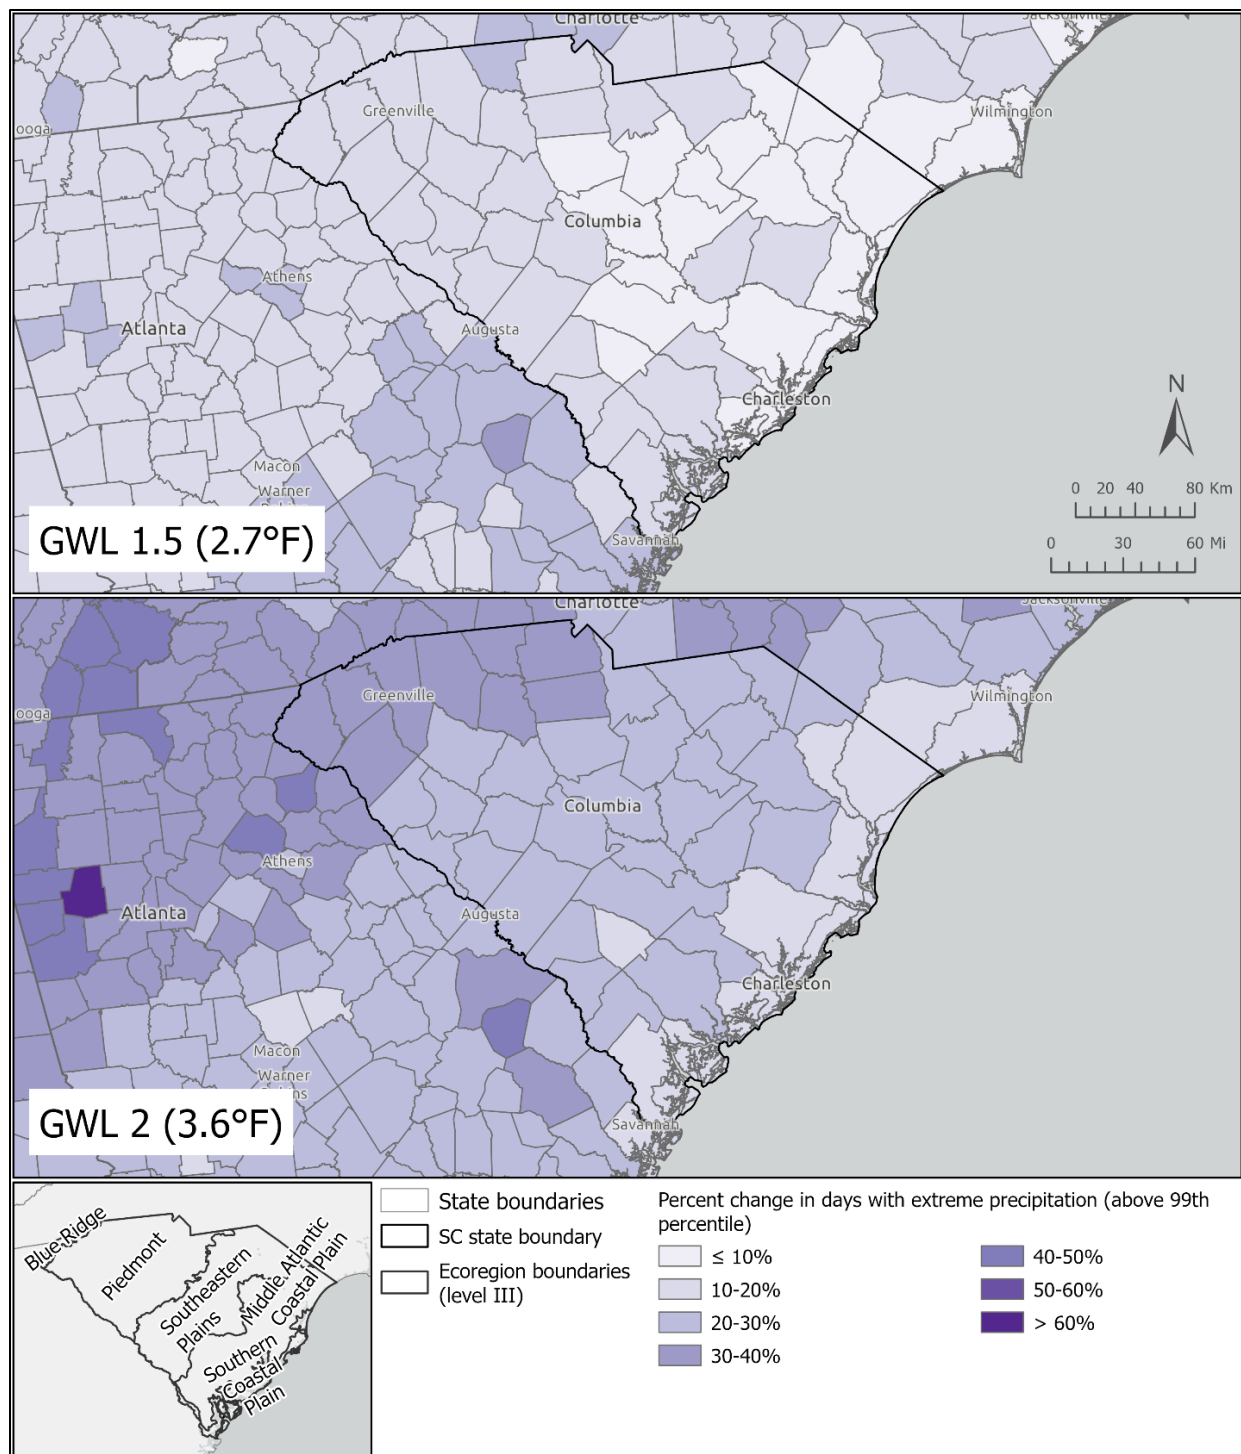 Charlotte
Jacksonville
ooga
Greenville
Wilmington
Columbia
Athens
Atlanta
Augusta
Charleston
N
Macon
Warner
0 20 40 80 Km
GWL 1.5 (2.7°F)
Savannah
0 30 60 Mi
Charlotte
Jacksonville
Greenville
Wilmington
ooga
Columbia
Athens
Atlanta
Augusta
Charleston
Macon
Warner
GWL 2 (3.6°F)
Savannah
Blue Ridge
Piedmont
Southeastern
Plains
Middle Atlantic
Coastal Plain
Southern
Coastal
Plain
State boundaries
SC state boundary
Ecoregion boundaries
(level III)
Percent change in days with extreme precipitation (above 99th
percentile)
≤ 10%
10-20%
20-30%
30-40%
40-50%
50-60%
> 60%